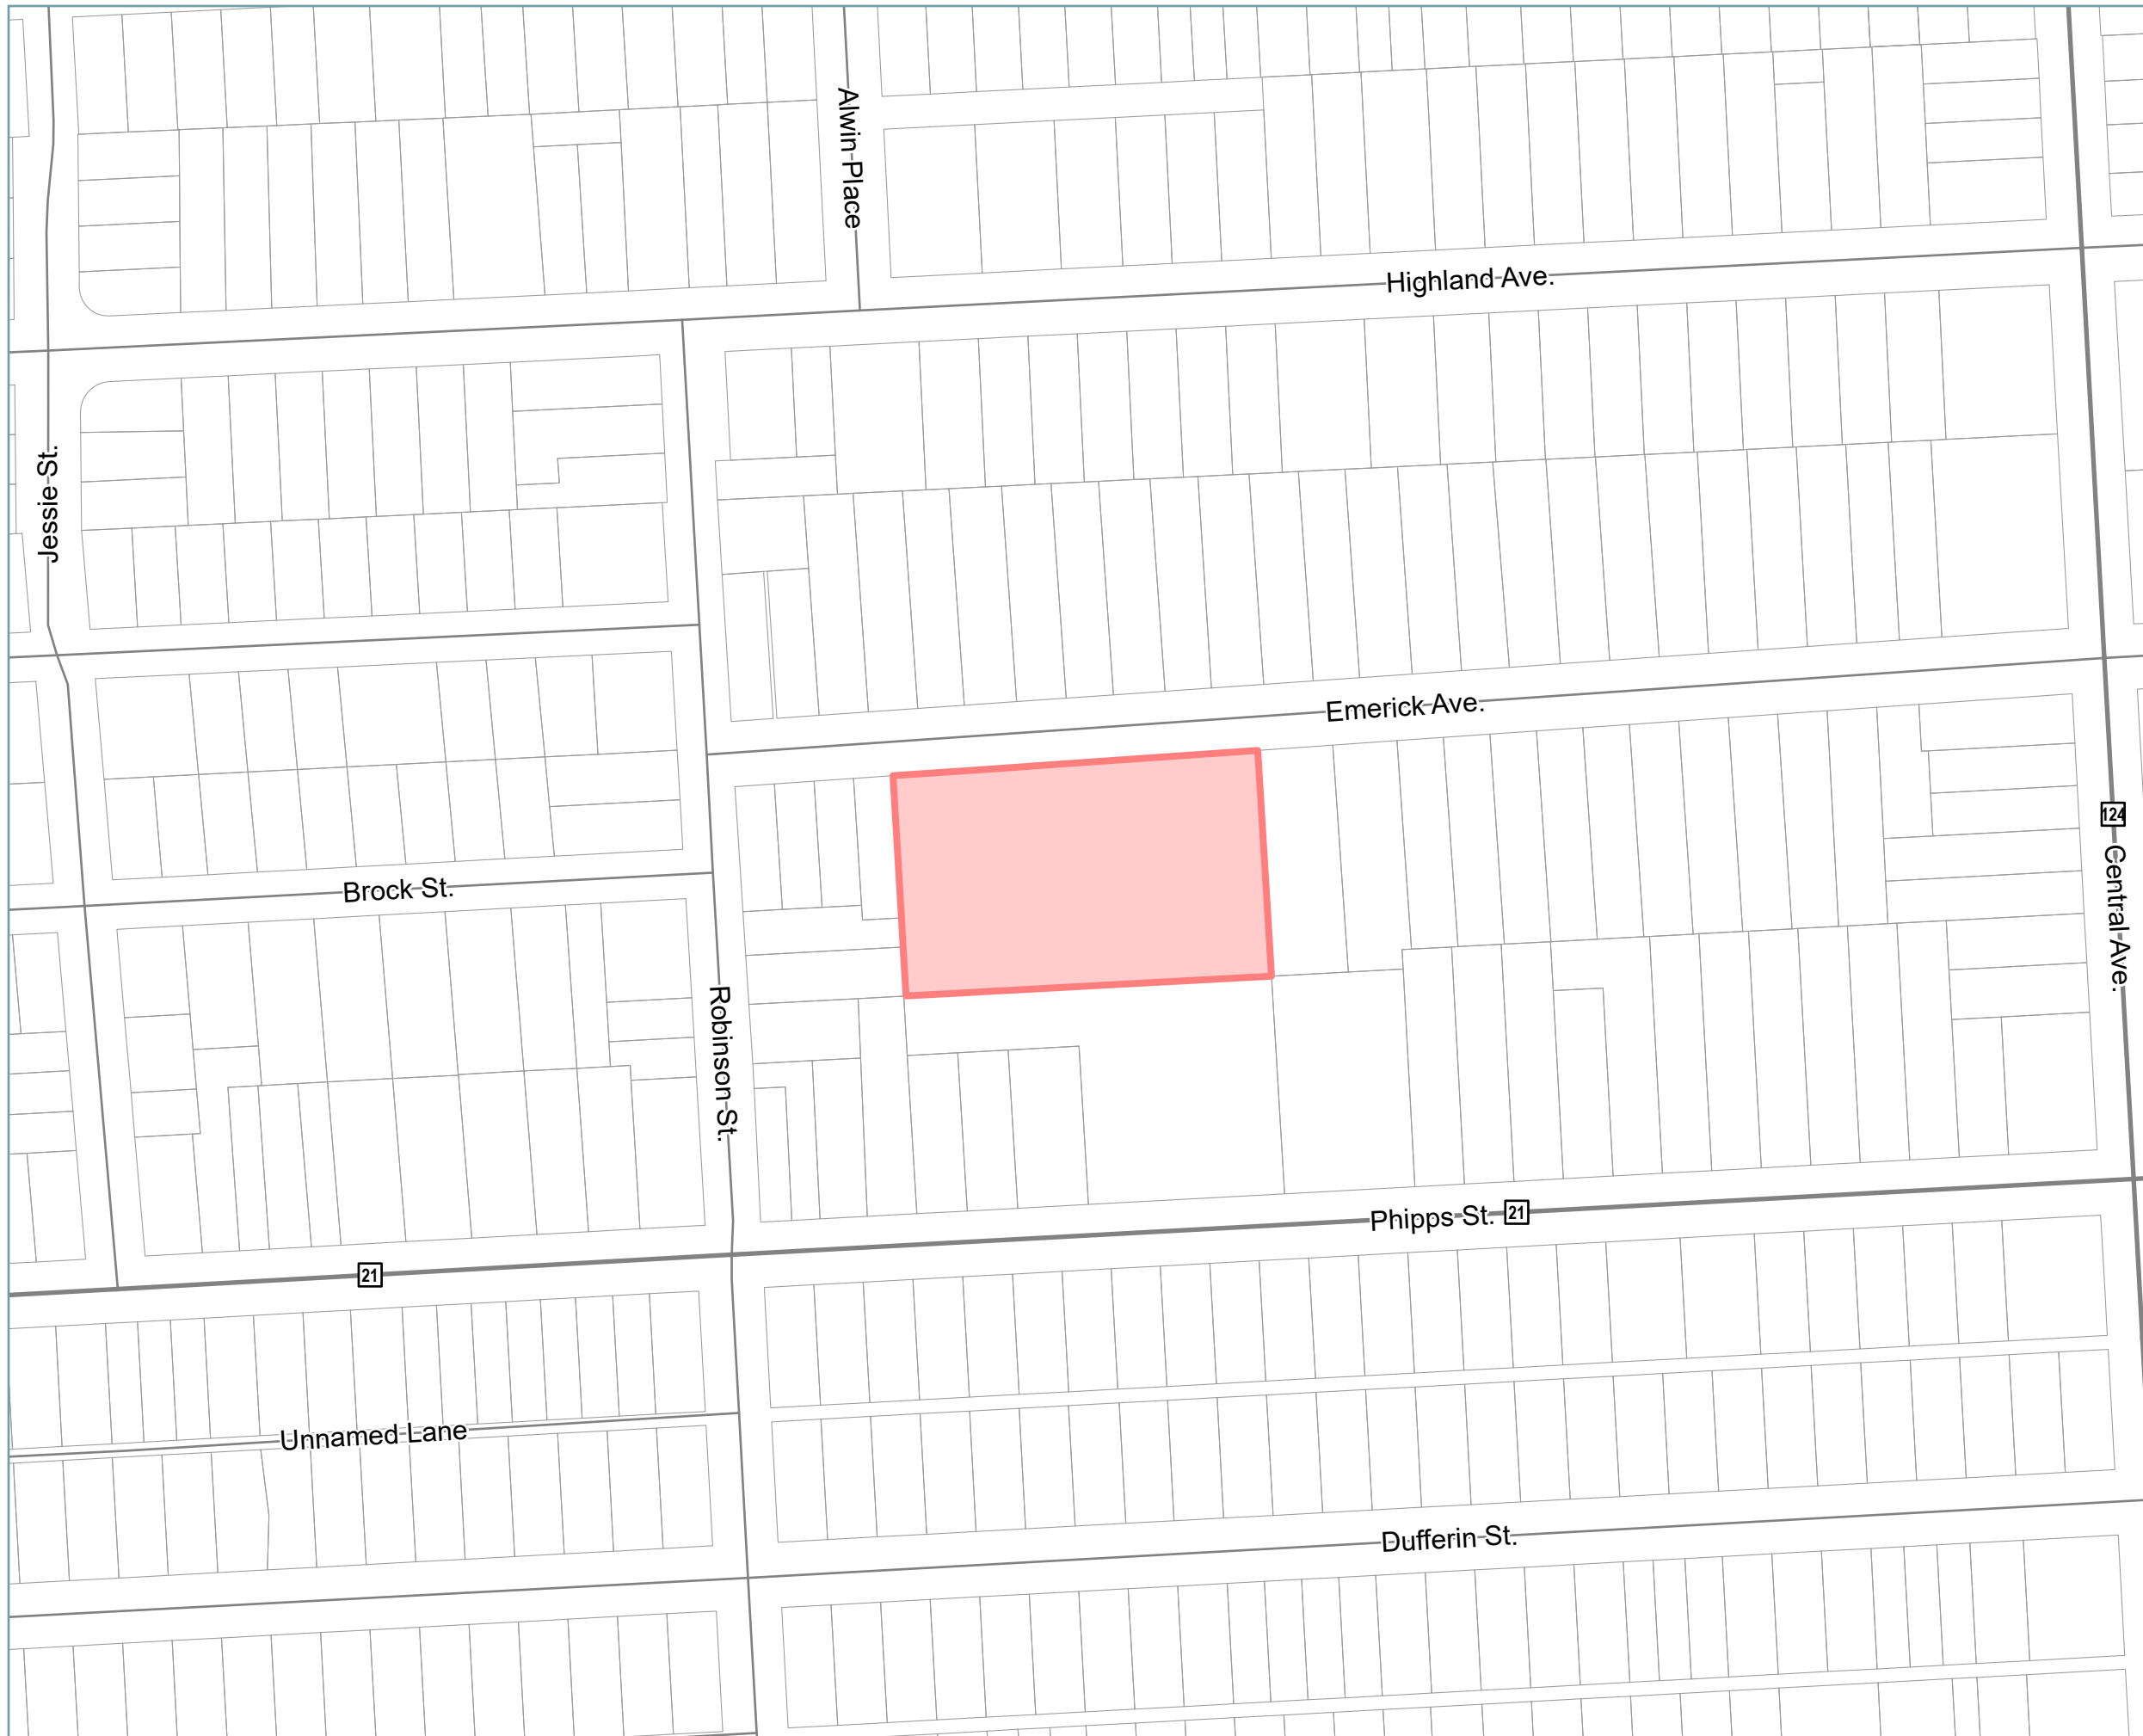 Alwin Place
Highland Ave.
Jessie St.
Emerick Ave.
124
Brock St.
Central Ave.
Robinson St.
Phipps St. 21
21
Unnamed Lane
Dufferin St.